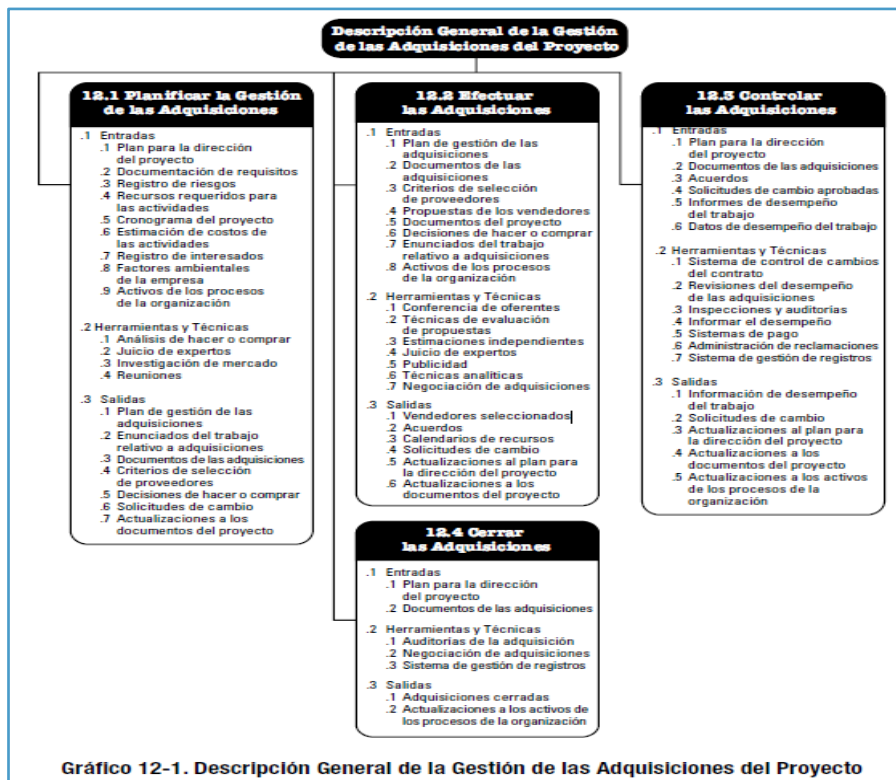 Descripción General de la Gestión
de las Adquisiciones del Proyecto
12.1 Planificar la Gestión
de las Adquisiciones
.1 Entradas
.1 Plan para la dirección
del proyecto
.2 Documentación de requisitos
.3 Registro de riesgos
.4 Recursos requeridos para
las actividades
.5 Cronograma del proyecto
.6 Estimación de costos de
las actividades
.7 Registro de interesados
.8 Factores ambientales
de la empresa
.9 Activos de los procesos
de la organización
.2 Herramientas y Técnicas
.1 Análisis de hacer o comprar
.2 Juicio de expertos
.3 Investigación de mercado
.4 Reuniones
.3 Salidas
.1 Plan de gestión de las
adquisiciones
.2 Enunciados del trabajo
relativo a adquisiciones
.3 Documentos de las adquisiciones
.4 Criterios de selección
de proveedores
.5 Decisiones de hacer o comprar
.6 Solicitudes de cambio
.7 Actualizaciones a los
documentos del proyecto
12.2 Efectuar
las Adquisiciones
.1 Entradas
.1 Plan de gestión de las
adquisiciones
.2 Documentos de las
adquisiciones
.3 Criterios de selección
de proveedores
.4 Propuestas de los vendedores
.5 Documentos del proyecto
.6 Decisiones de hacer o comprar
.7 Enunciados del trabajo
relativo a adquisiciones
.8 Activos de los procesos
de la organización
.2 Herramientas y Técnicas
.1 Conferencia de oferentes
.2 Técnicas de evaluación
de propuestas
.3 Estimaciones independientes
.4 Juicio de expertos
.5 Publicidad
.6 Técnicas analíticas
.7 Negociación de adquisiciones
.3 Salidas
.1 Vendedores seleccionados
.2 Acuerdos
.3 Calendarios de recursos
.4 Solicitudes de cambio
.5 Actualizaciones al plan para
la dirección del proyecto
.6 Actualizaciones a los
documentos del proyecto
12.3 Controlar
las Adquisiciones
.1 Entradas
.1 Plan para la dirección
del proyecto
.2 Documentos de las adquisiciones
.3 Acuerdos
.4 Solicitudes de cambio aprobadas
.5 Informes de desempeño
del trabajo
.6 Datos de desempeño del trabajo
.2 Herramientas y Técnicas
.1 Sistema de control de cambios
del contrato
.2 Revisiones del desempeño
de las adquisiciones
.3 Inspecciones y auditorías
.4 Informar el desempeño
.5 Sistemas de pago
.6 Administración de reclamaciones
.7 Sistema de gestión de registros
.3 Salidas
.1 Información de desempeño
del trabajo
.2 Solicitudes de cambio
.3 Actualizaciones al plan para
la dirección del proyecto
.4 Actualizaciones a los
documentos del proyecto
.5 Actualizaciones a los activos
de los procesos de la
organización
12.4 Cerrar
las Adquisiciones
.1 Entradas
.1 Plan para la dirección
del proyecto
.2 Documentos de las adquisiciones
.2 Herramientas y Técnicas
.1 Auditorías de la adquisición
.2 Negociación de adquisiciones
.3 Sistema de gestión de registros
.3 Salidas
.1 Adquisiciones cerradas
.2 Actualizaciones a los activos de
los procesos de la organización
Gráfico 12-1. Descripción General de la Gestión de las Adquisiciones del Proyecto